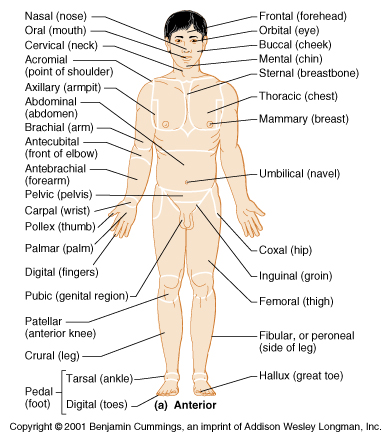 Nasal (nose)
Oral (mouth)
Cervical (neck)
Acromial
(point of shoulder)
Axillary (armpit)
Abdominal
(abdomen)
Brachial (arm)
Antecubital
(front of elbow)
Antebrachial
(forearm)
Pelvic (pelvis)
Carpal (wrist)
Pollex (thumb)
Palmar (palm)
Digital (fingers)
Pubic (genital region)
Patellar
(anterior knee)
Crural (leg)
Pedal
(foot)
Tarsal (ankle)
Digital (toes)
Frontal (forehead)
Orbital (eye)
Buccal (cheek)
Mental (chin)
Sternal (breastbone)
Thoracic (chest)
Mammary (breast)
Umbilical (navel)
Coxal (hip)
Inguinal (groin)
Femoral (thigh)
Fibular, or peroneal
(side of leg)
Hallux (great toe)
(a) Anterior
Copyright © 2001 Benjamin Cummings, an imprint of Addison Wesley Longman, Inc.